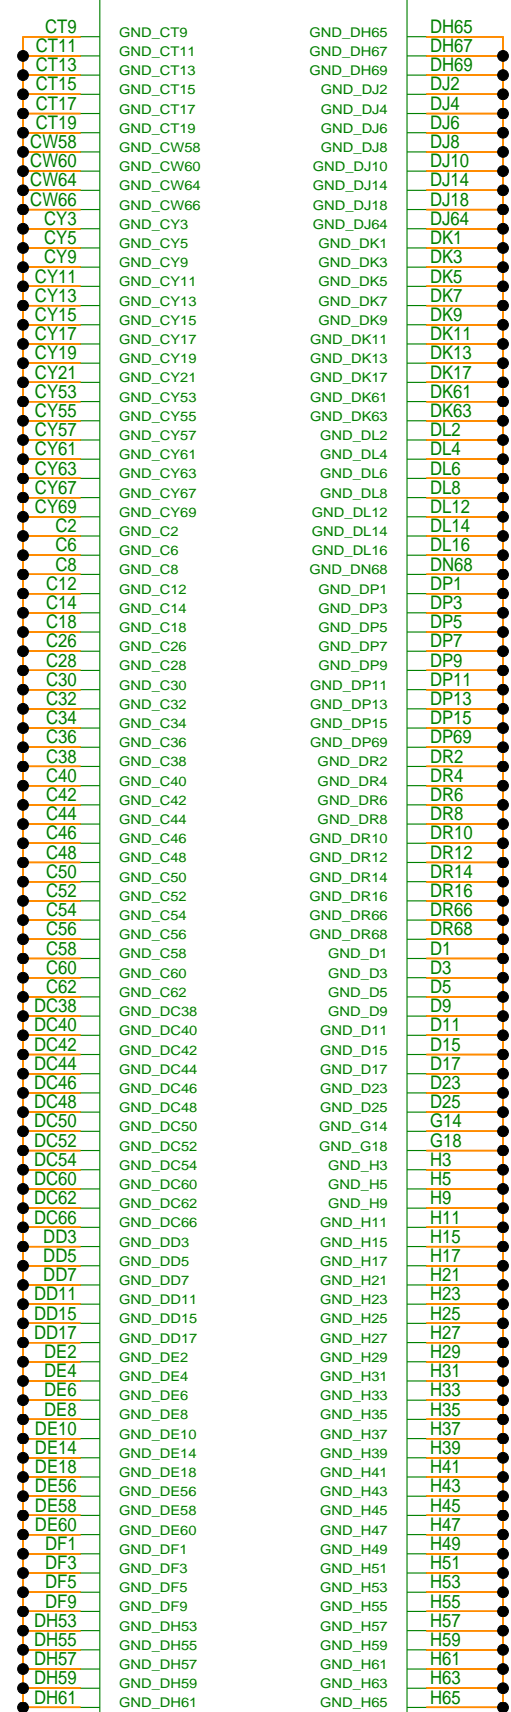 CT9 GND_CT9 GND_DH65 DH65
CT11 GND_CT11 GND_DH67 DH67
CT13 GND_CT13 GND_DH69 DH69
CT15 GND_CT15 GND_DJ2 DJ2
CT17 GND_CT17 GND_DJ4 DJ4
CT19 GND_CT19 GND_DJ6 DJ6
CW58 GND_CW58 GND_DJ8 DJ8
CW60 GND_CW60 GND_DJ10 DJ10
CW64 GND_CW64 GND_DJ14 DJ14
CW66 GND_CW66 GND_DJ18 DJ18
CY3 GND_CY3 GND_DJ64 DJ64
CY5 GND_CY5 GND_DK1 DK1
CY9 GND_CY9 GND_DK3 DK3
CY11 GND_CY11 GND_DK5 DK5
CY13 GND_CY13 GND_DK7 DK7
CY15 GND_CY15 GND_DK9 DK9
CY17 GND_CY17 GND_DK11 DK11
CY19 GND_CY19 GND_DK13 DK13
CY21 GND_CY21 GND_DK17 DK17
CY53 GND_CY53 GND_DK61 DK61
CY55 GND_CY55 GND_DK63 DK63
CY57 GND_CY57 GND_DL2 DL2
CY61 GND_CY61 GND_DL4 DL4
CY63 GND_CY63 GND_DL6 DL6
CY67 GND_CY67 GND_DL8 DL8
CY69 GND_CY69 GND_DL12 DL12
C2 GND_C2 GND_DL14 DL14
C6 GND_C6 GND_DL16 DL16
C8 GND_C8 GND_DN68 DN68
C12 GND_C12 GND_DP1 DP1
C14 GND_C14 GND_DP3 DP3
C18 GND_C18 GND_DP5 DP5
C26 GND_C26 GND_DP7 DP7
C28 GND_C28 GND_DP9 DP9
C30 GND_C30 GND_DP11 DP11
C32 GND_C32 GND_DP13 DP13
C34 GND_C34 GND_DP15 DP15
C36 GND_C36 GND_DP69 DP69
C38 GND_C38 GND_DR2 DR2
C40 GND_C40 GND_DR4 DR4
C42 GND_C42 GND_DR6 DR6
C44 GND_C44 GND_DR8 DR8
C46 GND_C46 GND_DR10 DR10
C48 GND_C48 GND_DR12 DR12
C50 GND_C50 GND_DR14 DR14
C52 GND_C52 GND_DR16 DR16
C54 GND_C54 GND_DR66 DR66
C56 GND_C56 GND_DR68 DR68
C58 GND_C58 GND_D1 D1
C60 GND_C60 GND_D3 D3
C62 GND_C62 GND_D5 D5
DC38 GND_DC38 GND_D9 D9
DC40 GND_DC40 GND_D11 D11
DC42 GND_DC42 GND_D15 D15
DC44 GND_DC44 GND_D17 D17
DC46 GND_DC46 GND_D23 D23
DC48 GND_DC48 GND_D25 D25
DC50 GND_DC50 GND_G14 G14
DC52 GND_DC52 GND_G18 G18
DC54 GND_DC54 GND_H3 H3
DC60 GND_DC60 GND_H5 H5
DC62 GND_DC62 GND_H9 H9
DC66 GND_DC66 GND_H11 H11
DD3 GND_DD3 GND_H15 H15
DD5 GND_DD5 GND_H17 H17
DD7 GND_DD7 GND_H21 H21
DD11 GND_DD11 GND_H23 H23
DD15 GND_DD15 GND_H25 H25
DD17 GND_DD17 GND_H27 H27
DE2 GND_DE2 GND_H29 H29
DE4 GND_DE4 GND_H31 H31
DE6 GND_DE6 GND_H33 H33
DE8 GND_DE8 GND_H35 H35
DE10 GND_DE10 GND_H37 H37
DE14 GND_DE14 GND_H39 H39
DE18 GND_DE18 GND_H41 H41
DE56 GND_DE56 GND_H43 H43
DE58 GND_DE58 GND_H45 H45
DE60 GND_DE60 GND_H47 H47
DF1 GND_DF1 GND_H49 H49
DF3 GND_DF3 GND_H51 H51
DF5 GND_DF5 GND_H53 H53
DF9 GND_DF9 GND_H55 H55
DH53 GND_DH53 GND_H57 H57
DH55 GND_DH55 GND_H59 H59
DH57 GND_DH57 GND_H61 H61
DH59 GND_DH59 GND_H63 H63
DH61 GND_DH61 GND_H65 H65